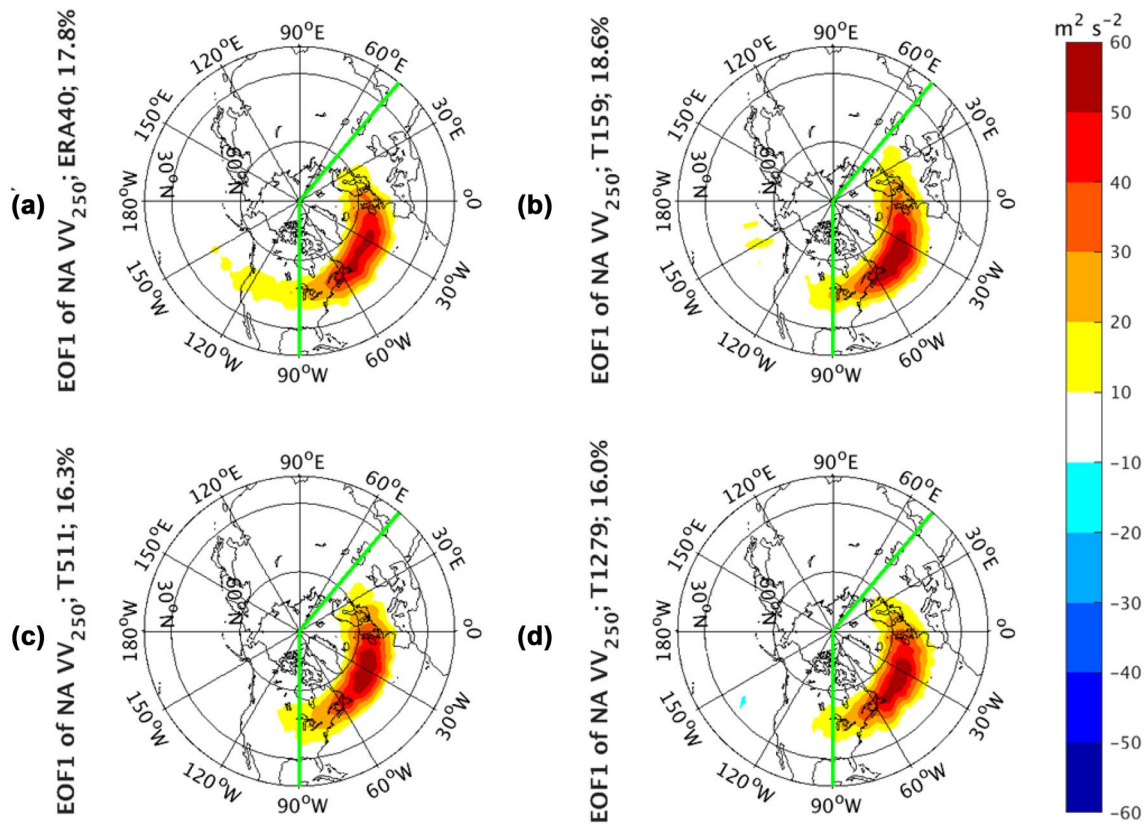 (a)
EOF1 of NA VV250; ERA40; 17.8%
90°E
120°E
60°E
150°E
30°E
180°W
30°N
60°N
0°
150°W
30°W
120°W
60°W
90°W
(b)
EOF1 of NA VV250; T159; 18.6%
90°E
120°E
60°E
150°E
30°E
180°W
30°N
60°N
0°
150°W
30°W
120°W
60°W
90°W
(c)
EOF1 of NA VV250; T511; 16.3%
90°E
120°E
60°E
150°E
30°E
180°W
30°N
60°N
0°
150°W
30°W
120°W
60°W
90°W
(d)
EOF1 of NA VV250; T1279; 16.0%
90°E
120°E
60°E
150°E
30°E
180°W
30°N
60°N
0°
150°W
30°W
120°W
60°W
90°W
m² s⁻²
60
50
40
30
20
10
-10
-20
-30
-40
-50
-60